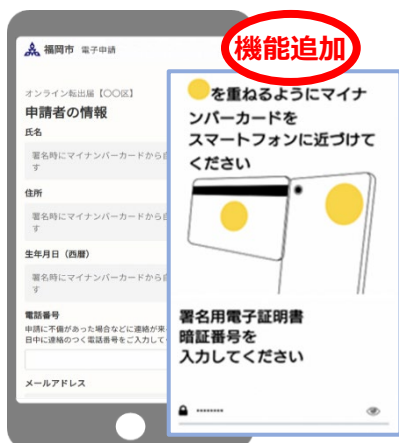 機能追加
福岡市 電子申請
オンライン転出届【〇〇区】
申請者の情報
氏名
署名時にマイナンバーカードから自
す
住所
署名時にマイナンバーカードから自
す
生年月日（西暦）
署名時にマイナンバーカードから自
す
電話番号
申請に不備があった場合などに連絡が来
日中に連絡のつく電話番号をご入力して
メールアドレス
を重ねるようにマイナ
ンバーカードを
スマートフォンに近づけて
ください
署名用電子証明書
暗証番号を
入力してください
········